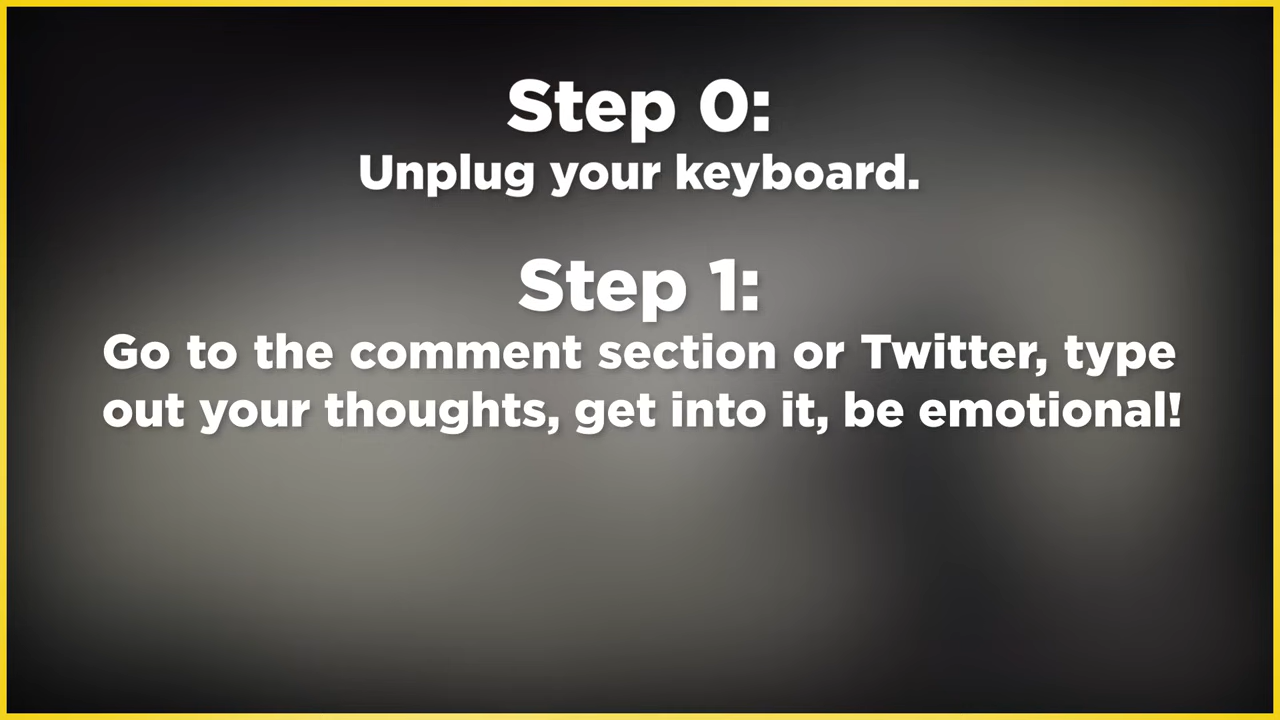 Step 0:
Unplug your keyboard.
Step 1:
Go to the comment section or Twitter, type
out your thoughts, get into it, be emotional!